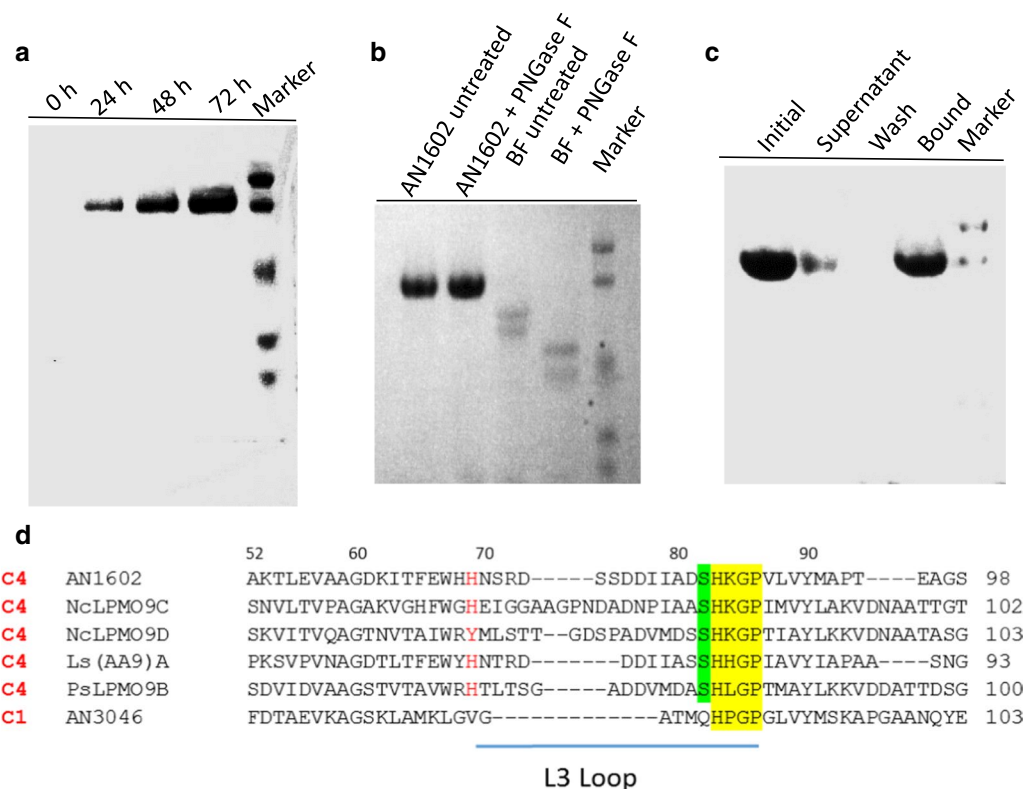 a
0 h
24 h
48 h
72 h
Marker
b
AN1602 untreated
AN1602 + PNGase F
BF untreated
BF + PNGase F
Marker
c
Initial
Supernatant
Wash
Bound
Marker
d
52 60 70 80 90
C4 AN1602 AKTLEVAAGDKITFEWHHNSRD-----SSDDIIADSHKGPVLVYMAPT----EAGS 98
C4 NcLPMO9C SNVLTVPAGAKVGHFWGHEIGGAAGPNDADNPIAASHKGPIMVYLAKVDNAATTGT 102
C4 NcLPMO9D SKVITVQAGTNVTAIWRYMLSTT--GDSPADVMDSSHKGPTIAYLKKVDNAATASG 103
C4 Ls(AA9)A PKSVPVNAGDTLTFEWYHNTRD-------DDIIASSHHGPIAVYIAPAA----SNG 93
C4 PsLPMO9B SDVIDVAAGSTVTAVWRHTLTSG------ADDVMDASHLGPTMAYLKKVDDATTDSG 100
C1 AN3046 FDTAEVKAGSKLAMKLGVG-------------ATMQHPGPGLVYMSKAPGAANQYE 103
L3 Loop